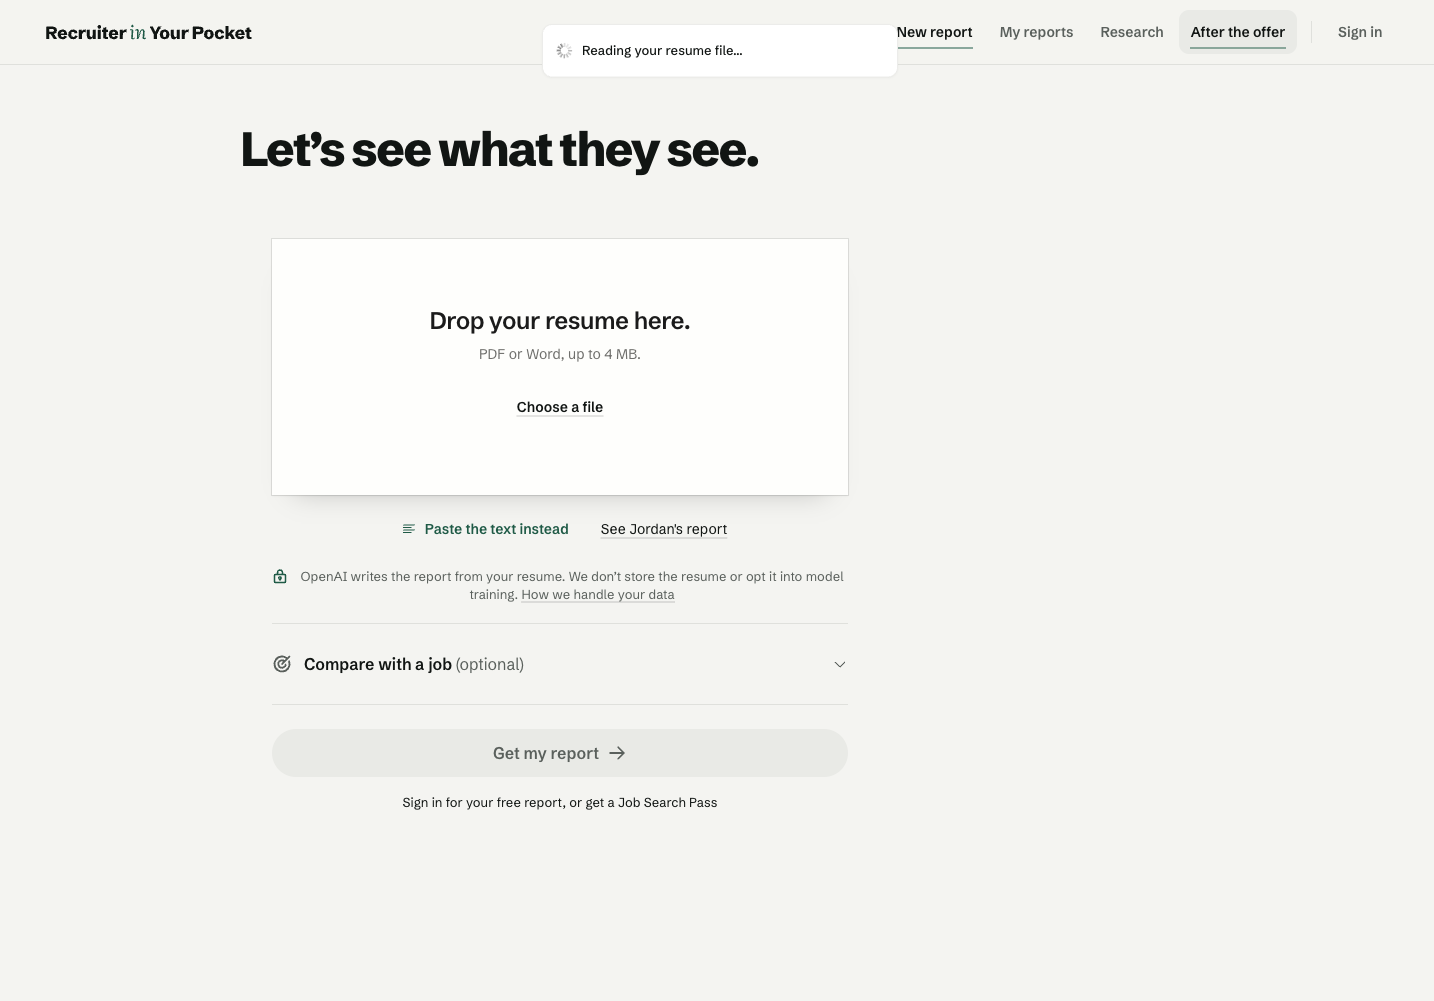 Recruiter in Your Pocket
Reading your resume file...
New report
My reports
Research
After the offer
Sign in
Let’s see what they see.
Drop your resume here.
PDF or Word, up to 4 MB.
Choose a file
Paste the text instead
See Jordan's report
OpenAI writes the report from your resume. We don’t store the resume or opt it into model
training. How we handle your data
Compare with a job (optional)
Get my report
Sign in for your free report, or get a Job Search Pass